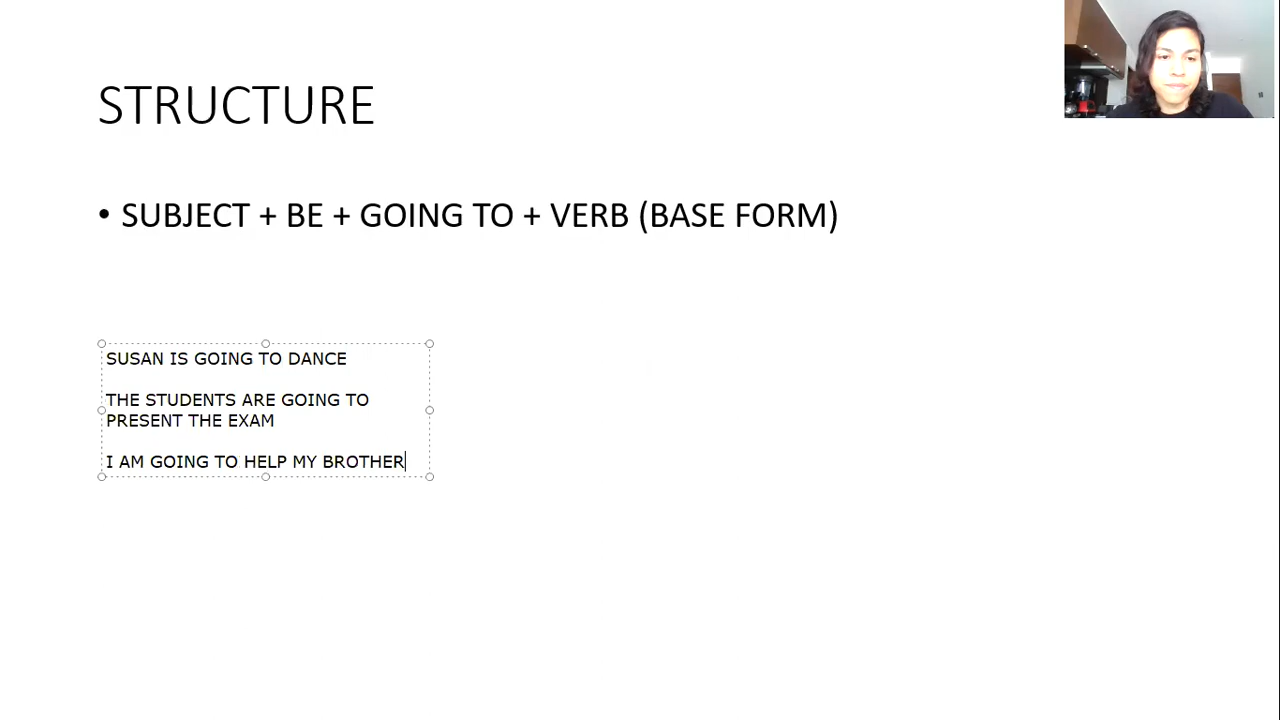 STRUCTURE
• SUBJECT + BE + GOING TO + VERB (BASE FORM)
SUSAN IS GOING TO DANCE
THE STUDENTS ARE GOING TO
PRESENT THE EXAM
I AM GOING TO HELP MY BROTHER